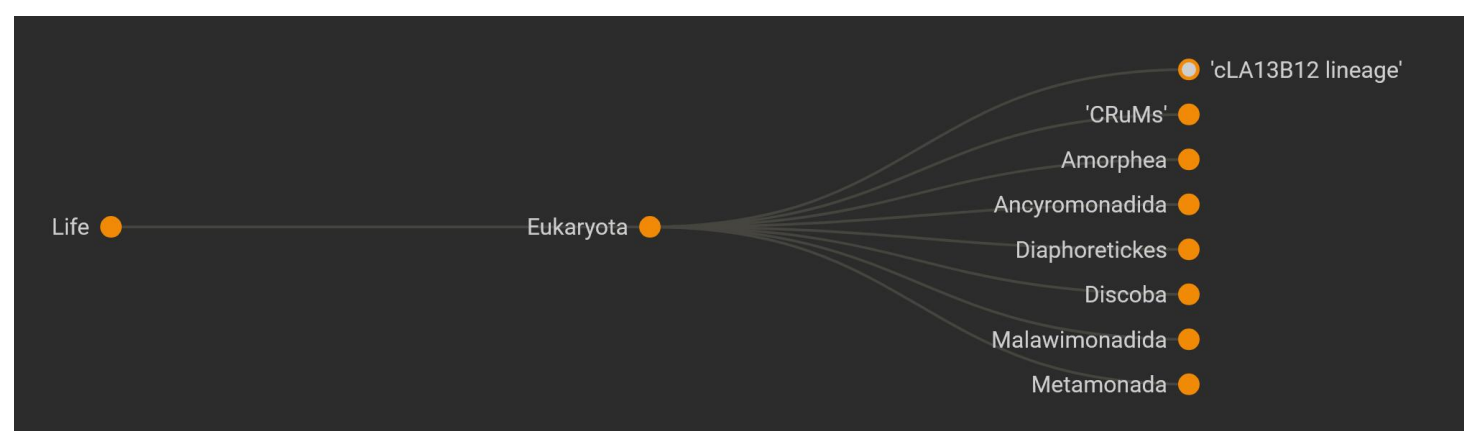 Life
Eukaryota
'cLA13B12 lineage'
'CRuMs'
Amorphea
Ancyromonadida
Diaphoretickes
Discoba
Malawimonadida
Metamonada